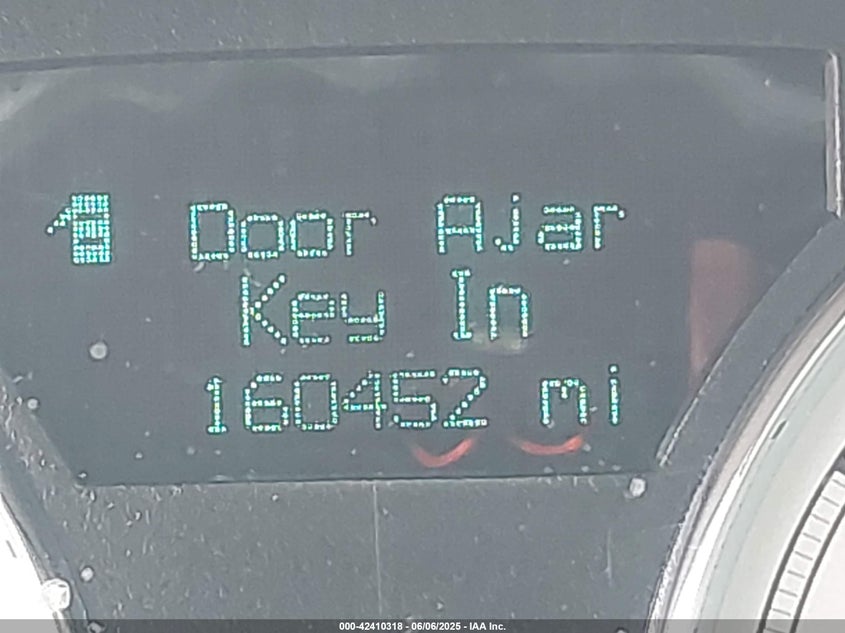 Door Ajar
Key In
160452 mi
000-42410318 - 06/06/2025 - IAA Inc.